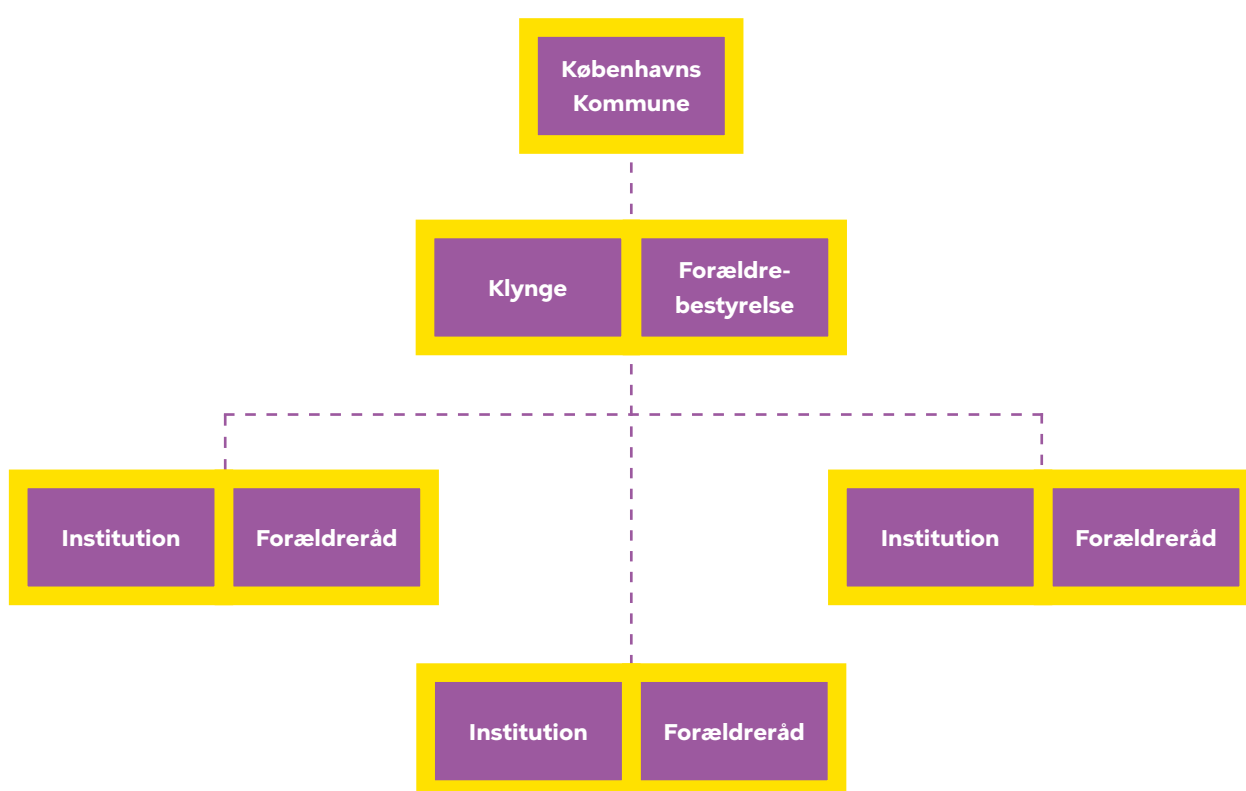 Københavns
Kommune
Klynge
Forældre-
bestyrelse
Institution
Forældreråd
Institution
Forældreråd
Institution
Forældreråd